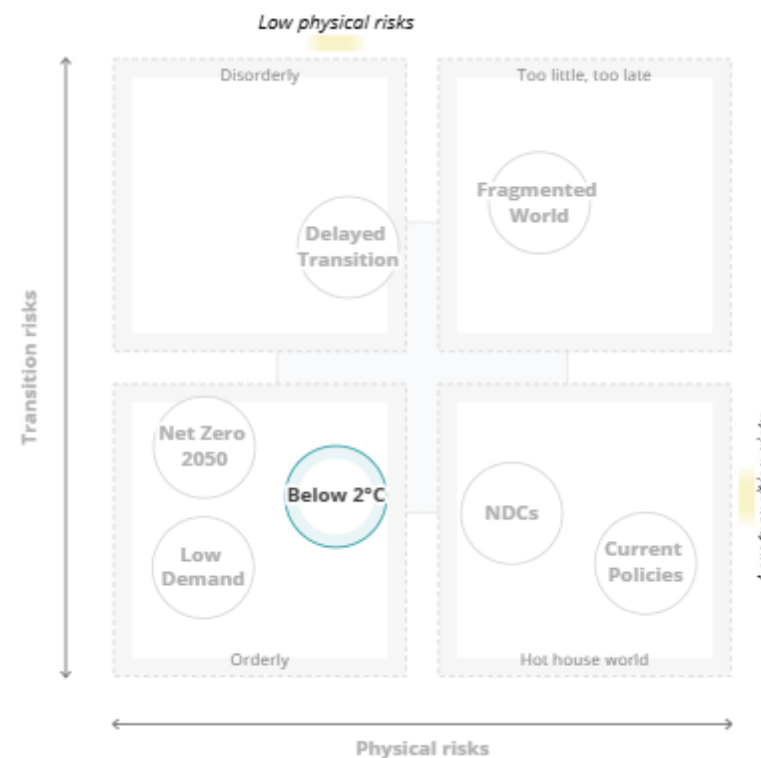 Low physical risks
Disorderly
Too little, too late
Fragmented
World
Delayed
Transition
Transition risks
Net Zero
2050
Below 2°C
Low
Demand
NDCs
Current
Policies
Orderly
Hot house world
Physical risks